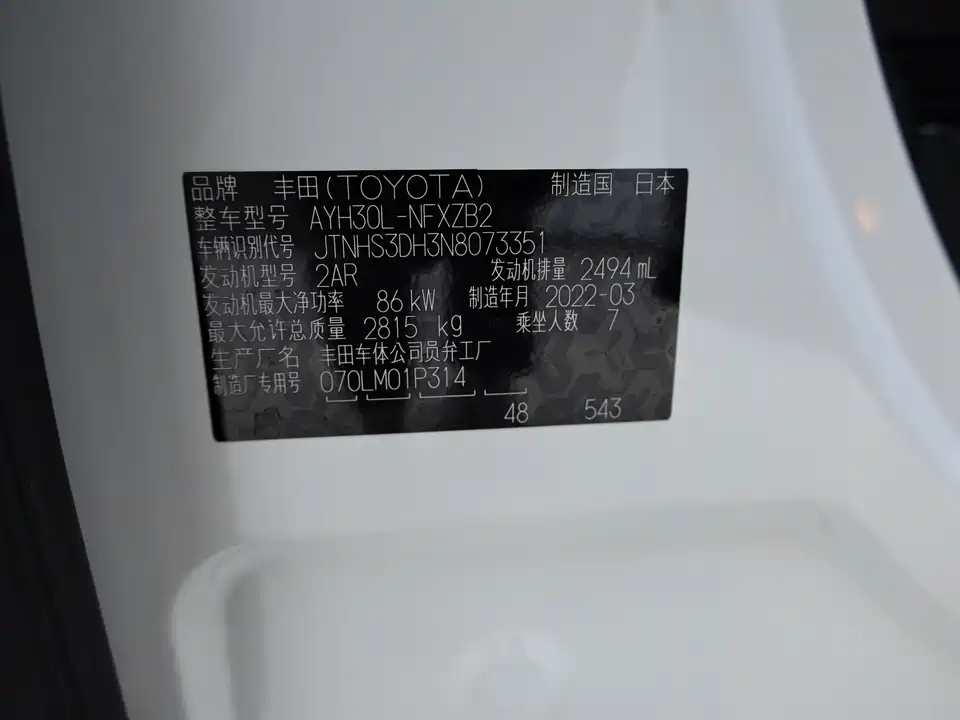 品牌 丰田(TOYOTA) 制造国 日本
整车型号 AYH30L-NFXZB2
车辆识别代号 JTNHS3DH3N8073351
发动机型号 2AR 发动机排量 2494 mL
发动机最大净功率 86 kW 制造年月 2022-03
最大允许总质量 2815 kg 乘坐人数 7
生产厂名 丰田车体公司员弁工厂
制造厂专用号 070LM01P314
48 543